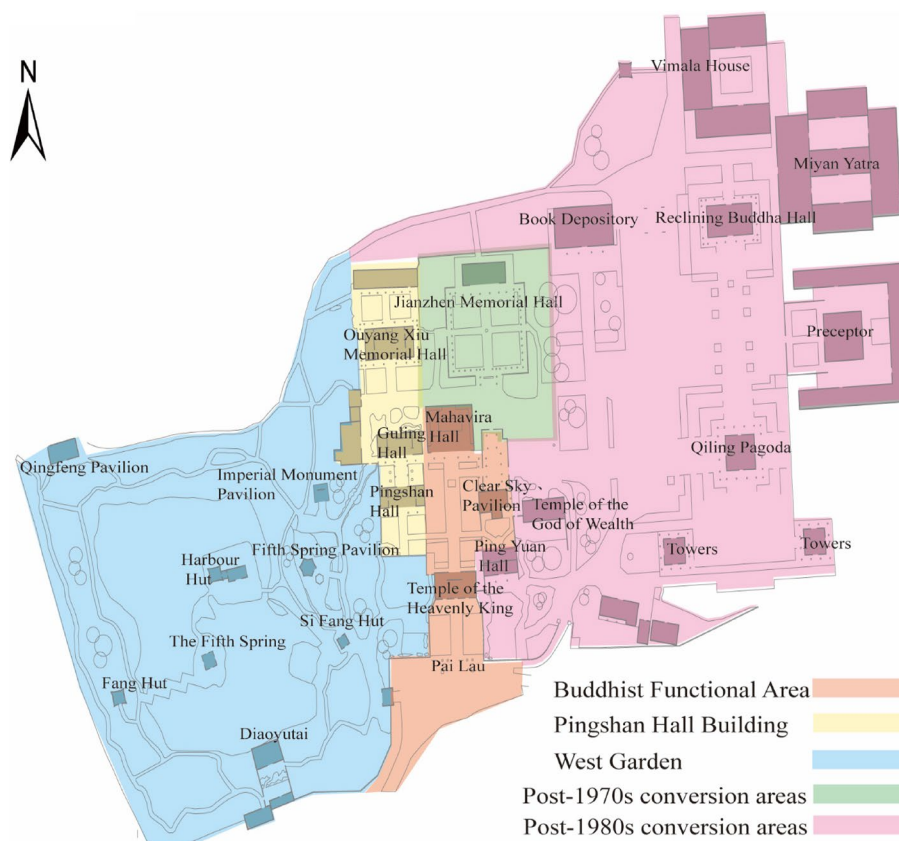 N
Vimala House
Miyan Yatra
Book Depository
Reclining Buddha Hall
Jianzhen Memorial Hall
Ouyang Xiu
Memorial Hall
Preceptor
Mahavira
Hall
Guling
Hall
Qiling Pagoda
Qingfeng Pavilion
Imperial Monument
Pavilion
Pingshan
Hall
Clear Sky、
Pavilion
Temple of the
God of Wealth
Fifth Spring Pavilion
Ping Yuan
Hall
Towers
Towers
Harbour
Hut
Temple of the
Heavenly King
Si Fang Hut
The Fifth Spring
Pai Lau
Fang Hut
Diaoyutai
Buddhist Functional Area
Pingshan Hall Building
West Garden
Post-1970s conversion areas
Post-1980s conversion areas